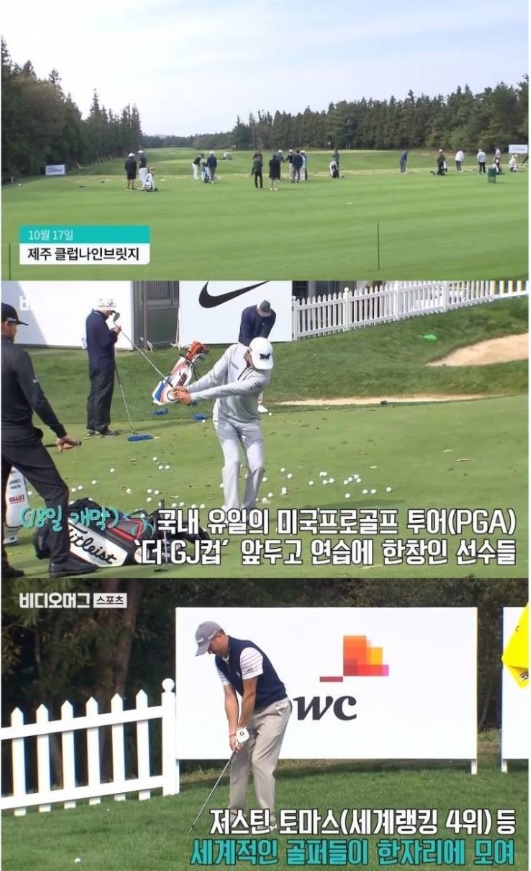 Titleist
10월 17일
제주 클럽나인브릿지
(18일 개막)
국내 유일의 미국프로골프 투어(PGA)
'더 CJ컵' 앞두고 연습에 한창인 선수들
Titleist
비디오머그 스포츠
wc
저스틴 토마스(세계랭킹 4위) 등
세계적인 골퍼들이 한자리에 모여